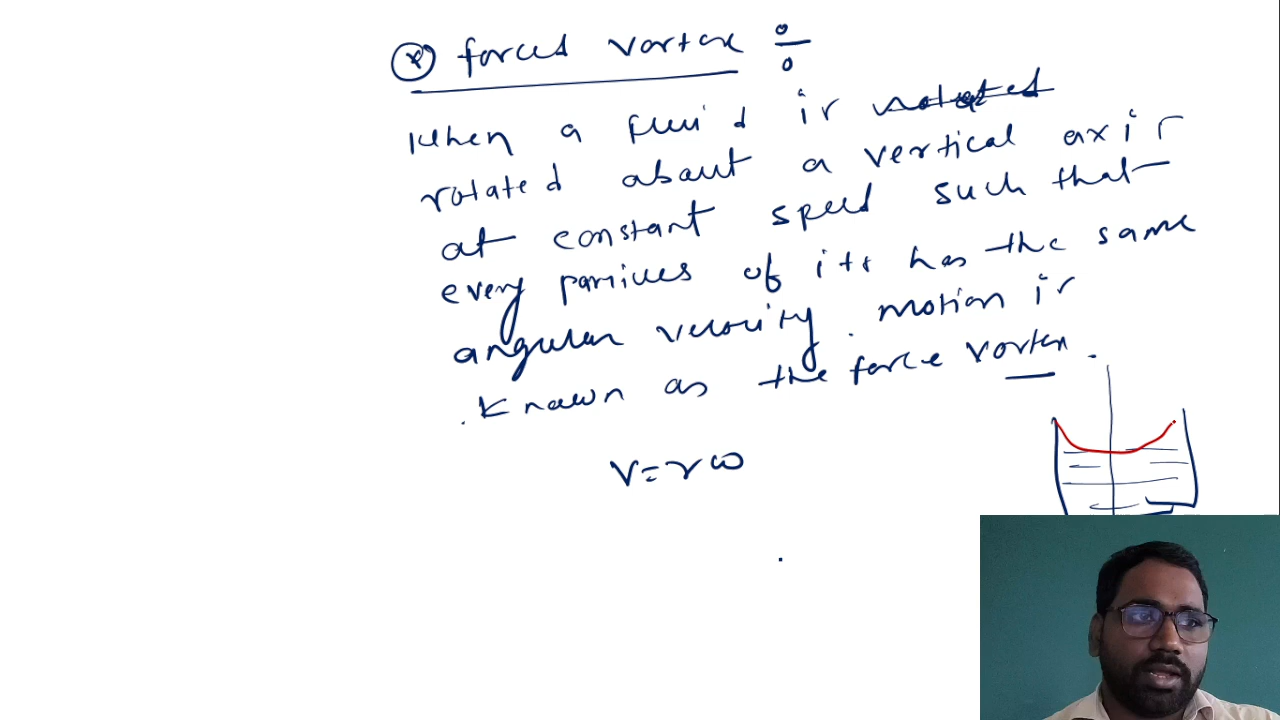 forced vortex
When a fluid is rotated
rotated about a vertical axis
at constant speed such that
every particles of its has the same
angular velocity. motion is
known as the force vortex.
V=rω